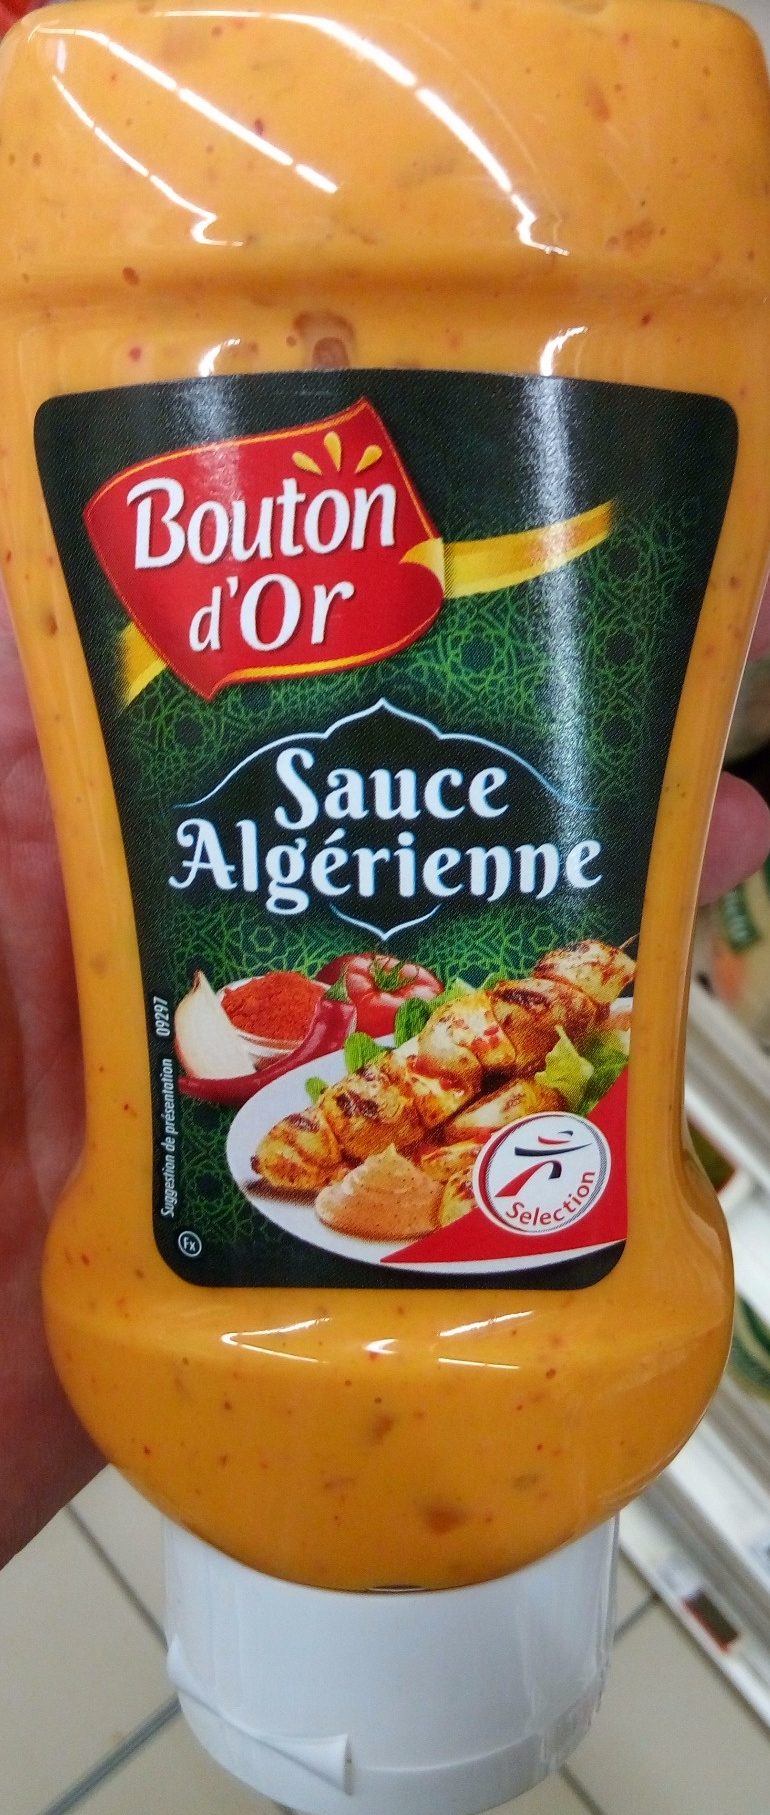 Bouton
d'Or
Sauce
Algérienne
Suggestion de présentation 09297
Fx
Selection